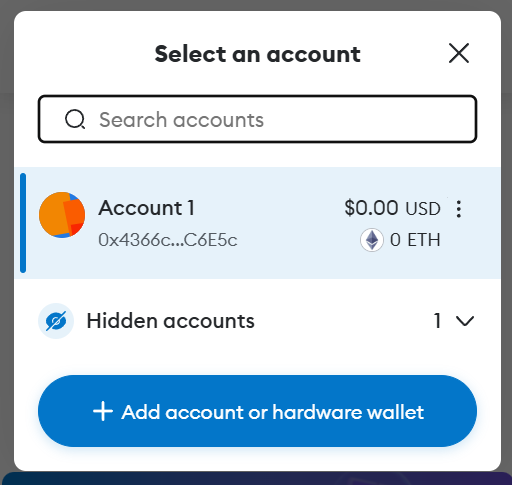 Select an account
Search accounts
Account 1 $0.00 USD
0x4366c...C6E5c 0 ETH
Hidden accounts 1
Add account or hardware wallet